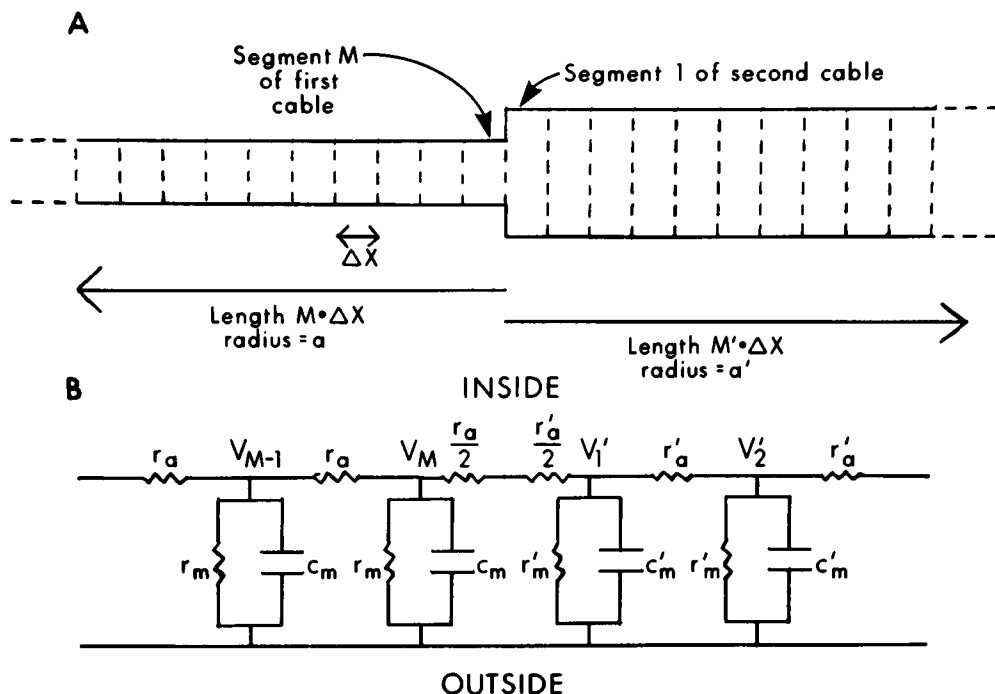 A
Segment M
of first
cable
Segment 1 of second cable
ΔX
Length M•ΔX
radius = a
Length M'•ΔX
radius = a'
B
INSIDE
r_a V_{M-1} r_a V_M r_a/2 r'_a/2 V'_1 r'_a V'_2 r'_a
r_m c_m r_m c_m r'_m c'_m r'_m c'_m
OUTSIDE